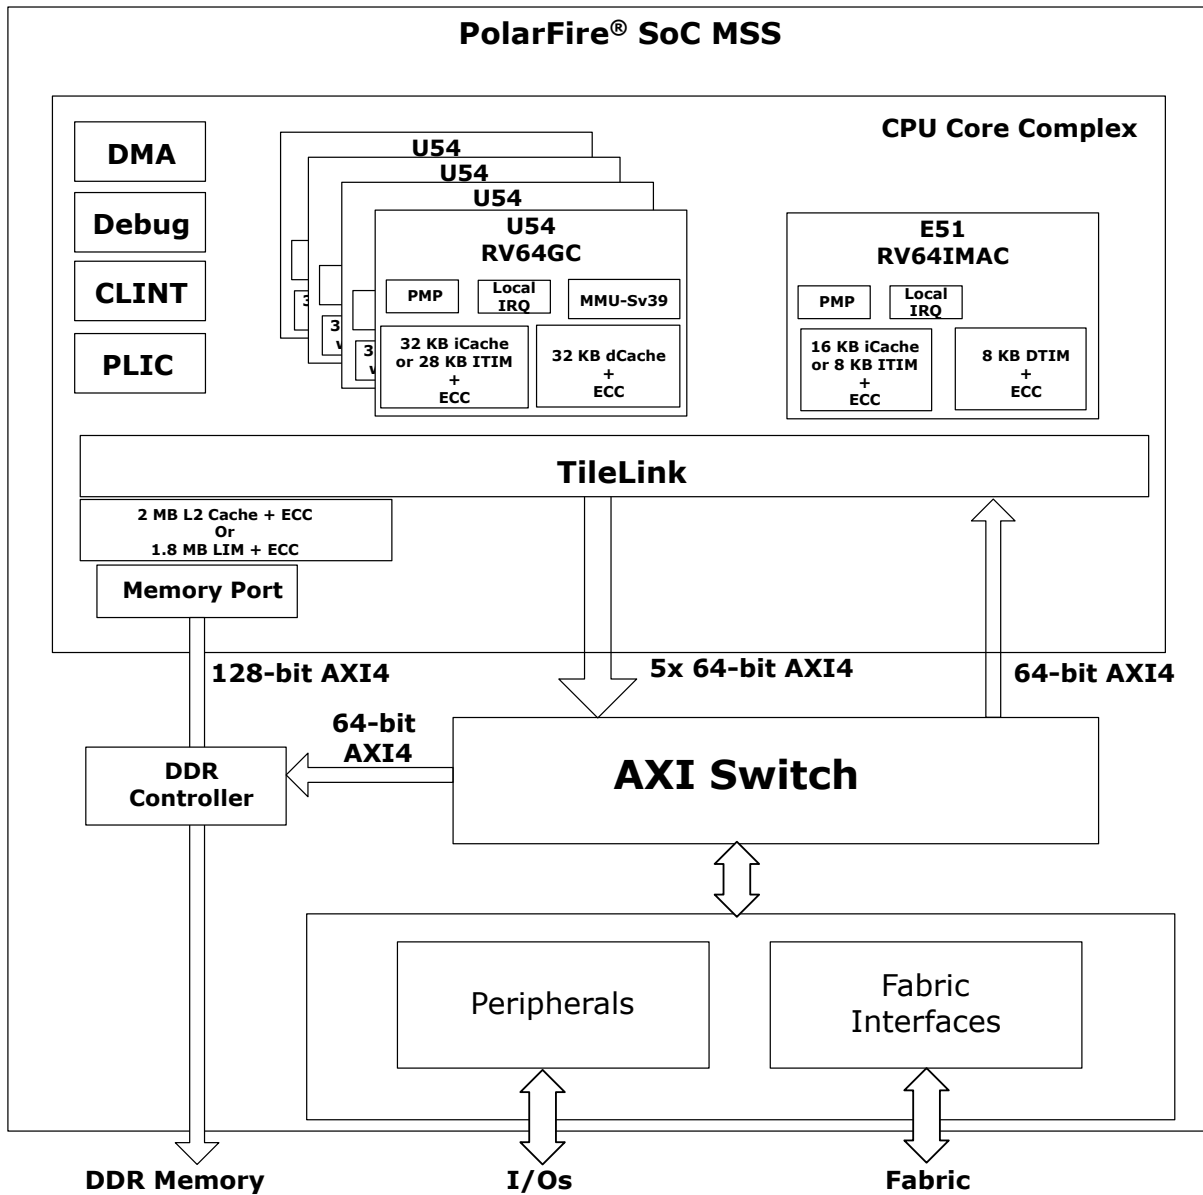 PolarFire® SoC MSS
CPU Core Complex
DMA
Debug
CLINT
PLIC
U54
U54
U54
U54
RV64GC
PMP
Local
IRQ
MMU-Sv39
32 KB iCache
or 28 KB ITIM
+
ECC
32 KB dCache
+
ECC
E51
RV64IMAC
PMP
Local
IRQ
16 KB iCache
or 8 KB ITIM
+
ECC
8 KB DTIM
+
ECC
TileLink
2 MB L2 Cache + ECC
Or
1.8 MB LIM + ECC
Memory Port
128-bit AXI4
5x 64-bit AXI4
64-bit AXI4
64-bit
AXI4
DDR
Controller
AXI Switch
Peripherals
Fabric
Interfaces
DDR Memory
I/Os
Fabric